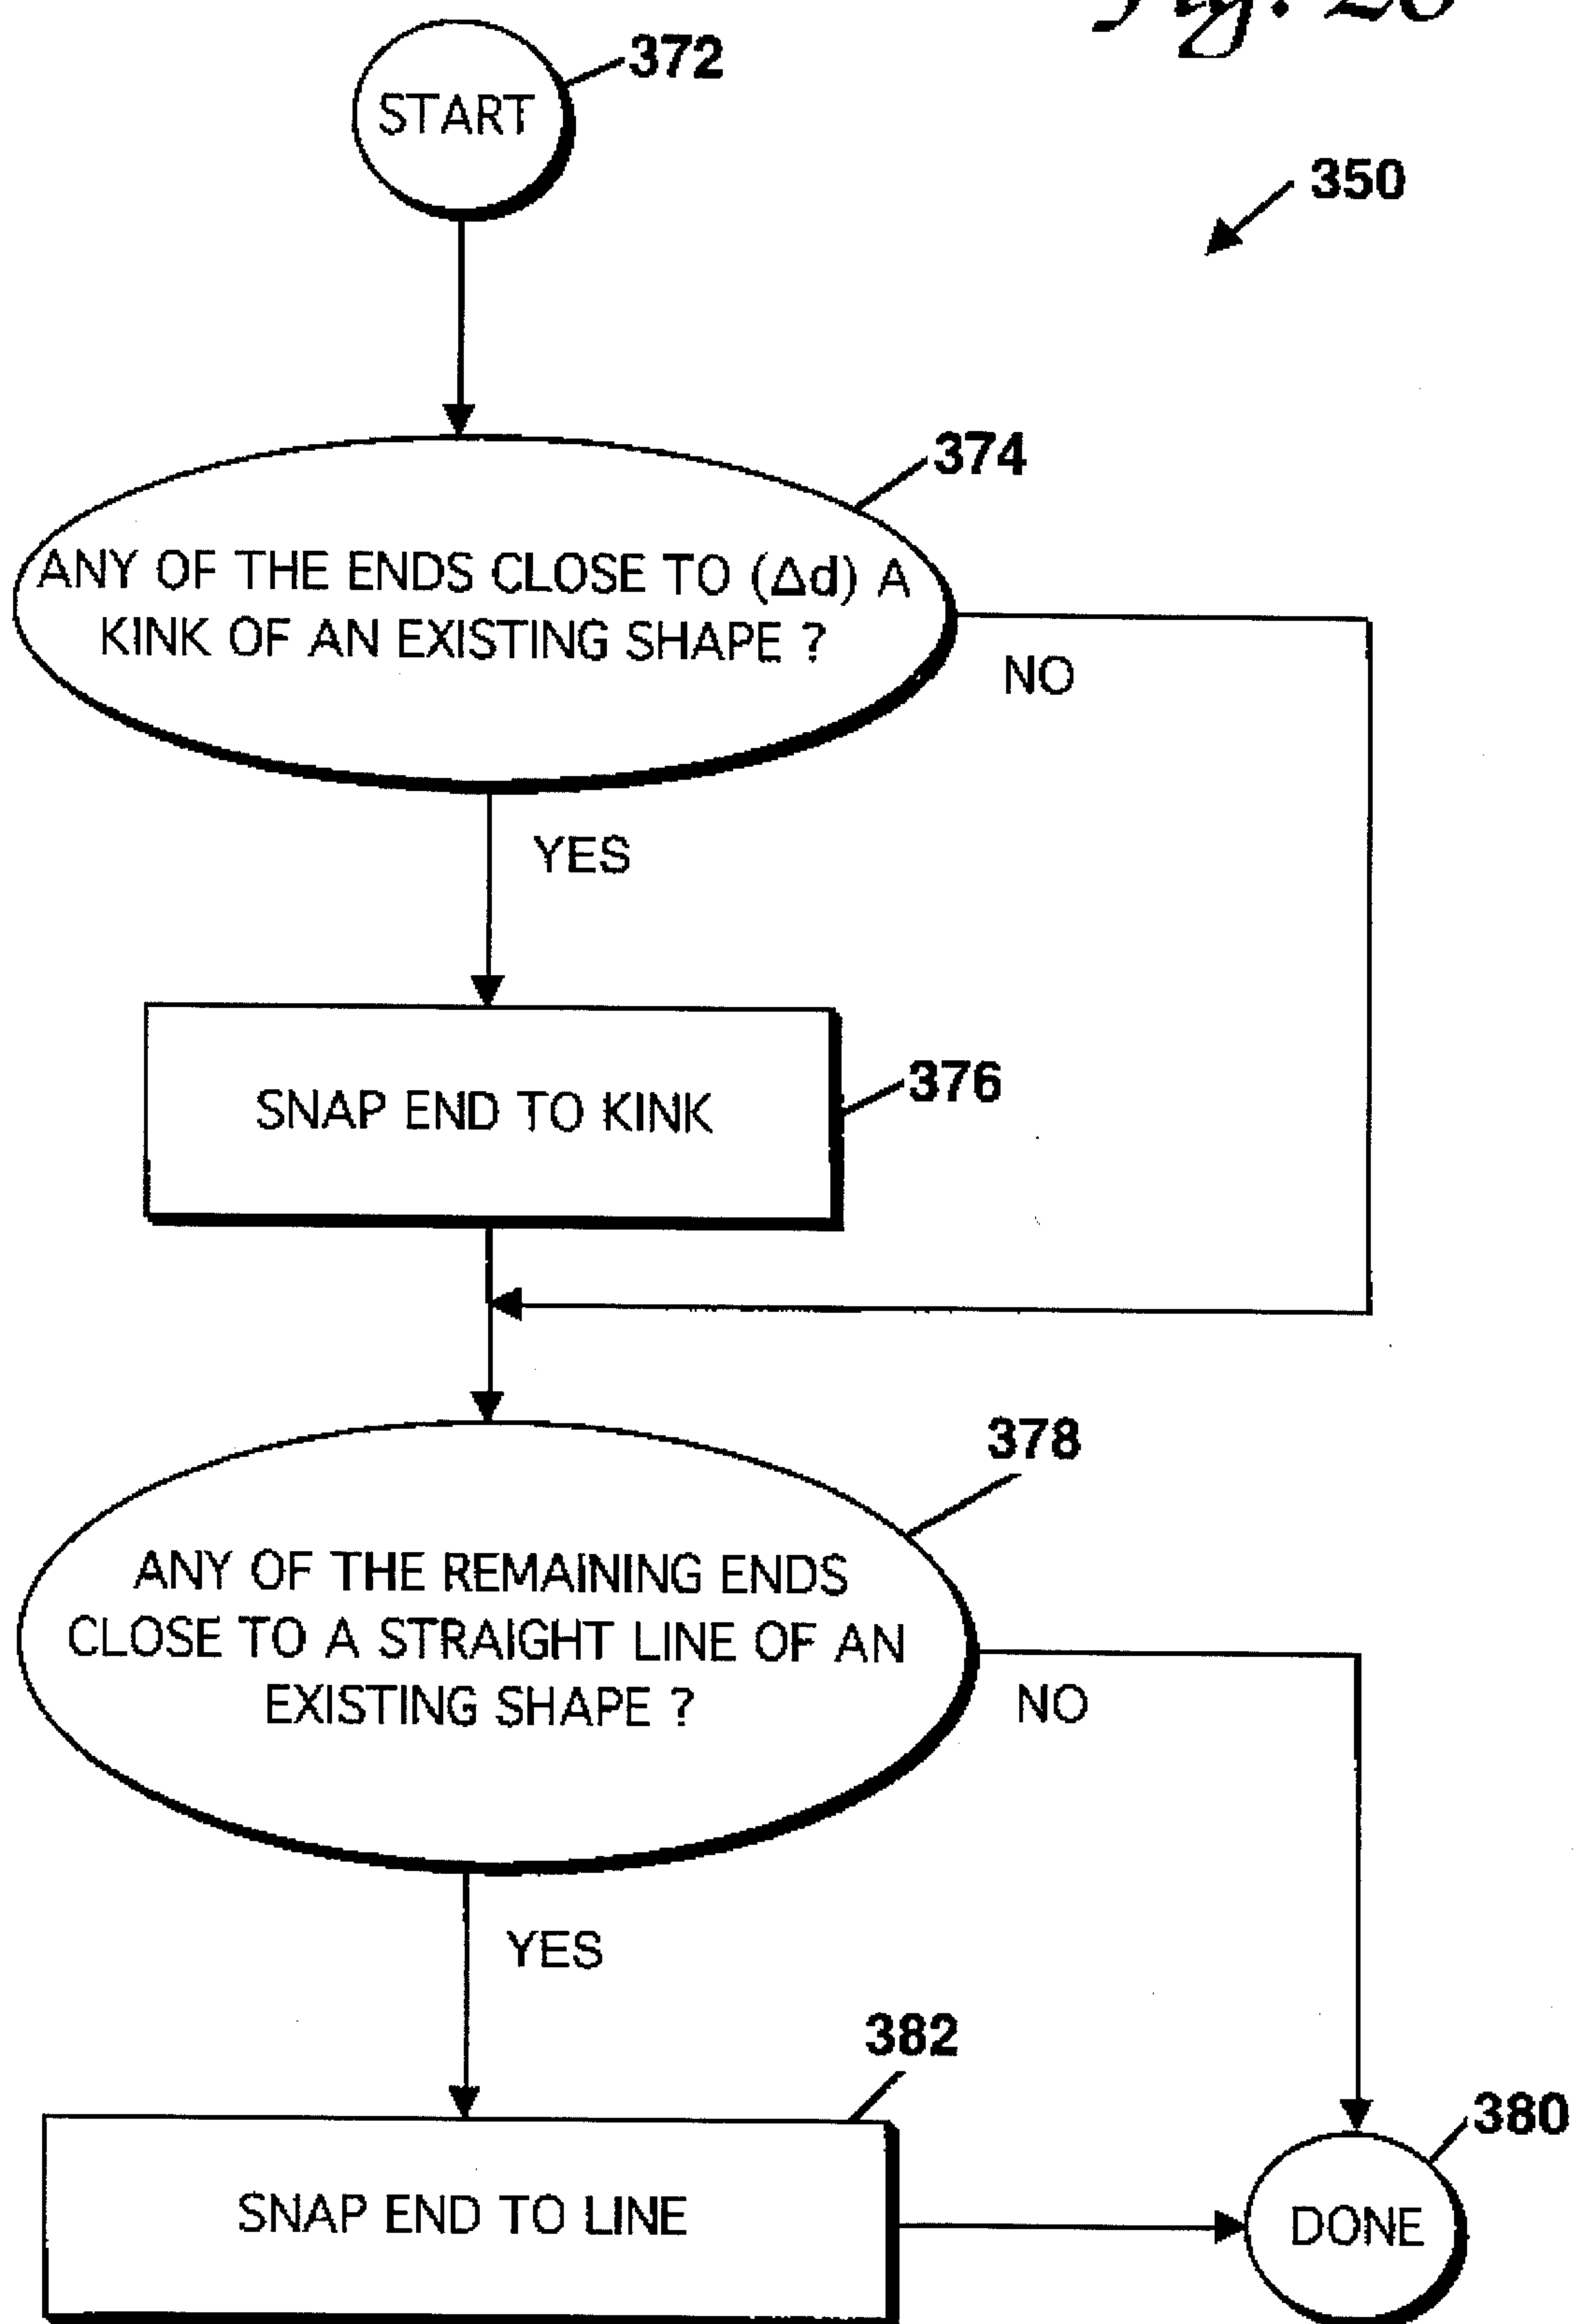 372
START
350
374
ANY OF THE ENDS CLOSE TO (Δd) A
KINK OF AN EXISTING SHAPE ?
NO
YES
SNAP END TO KINK
376
378
ANY OF THE REMAINING ENDS
CLOSE TO A STRAIGHT LINE OF AN
EXISTING SHAPE ?
NO
YES
382
380
SNAP END TO LINE
DONE